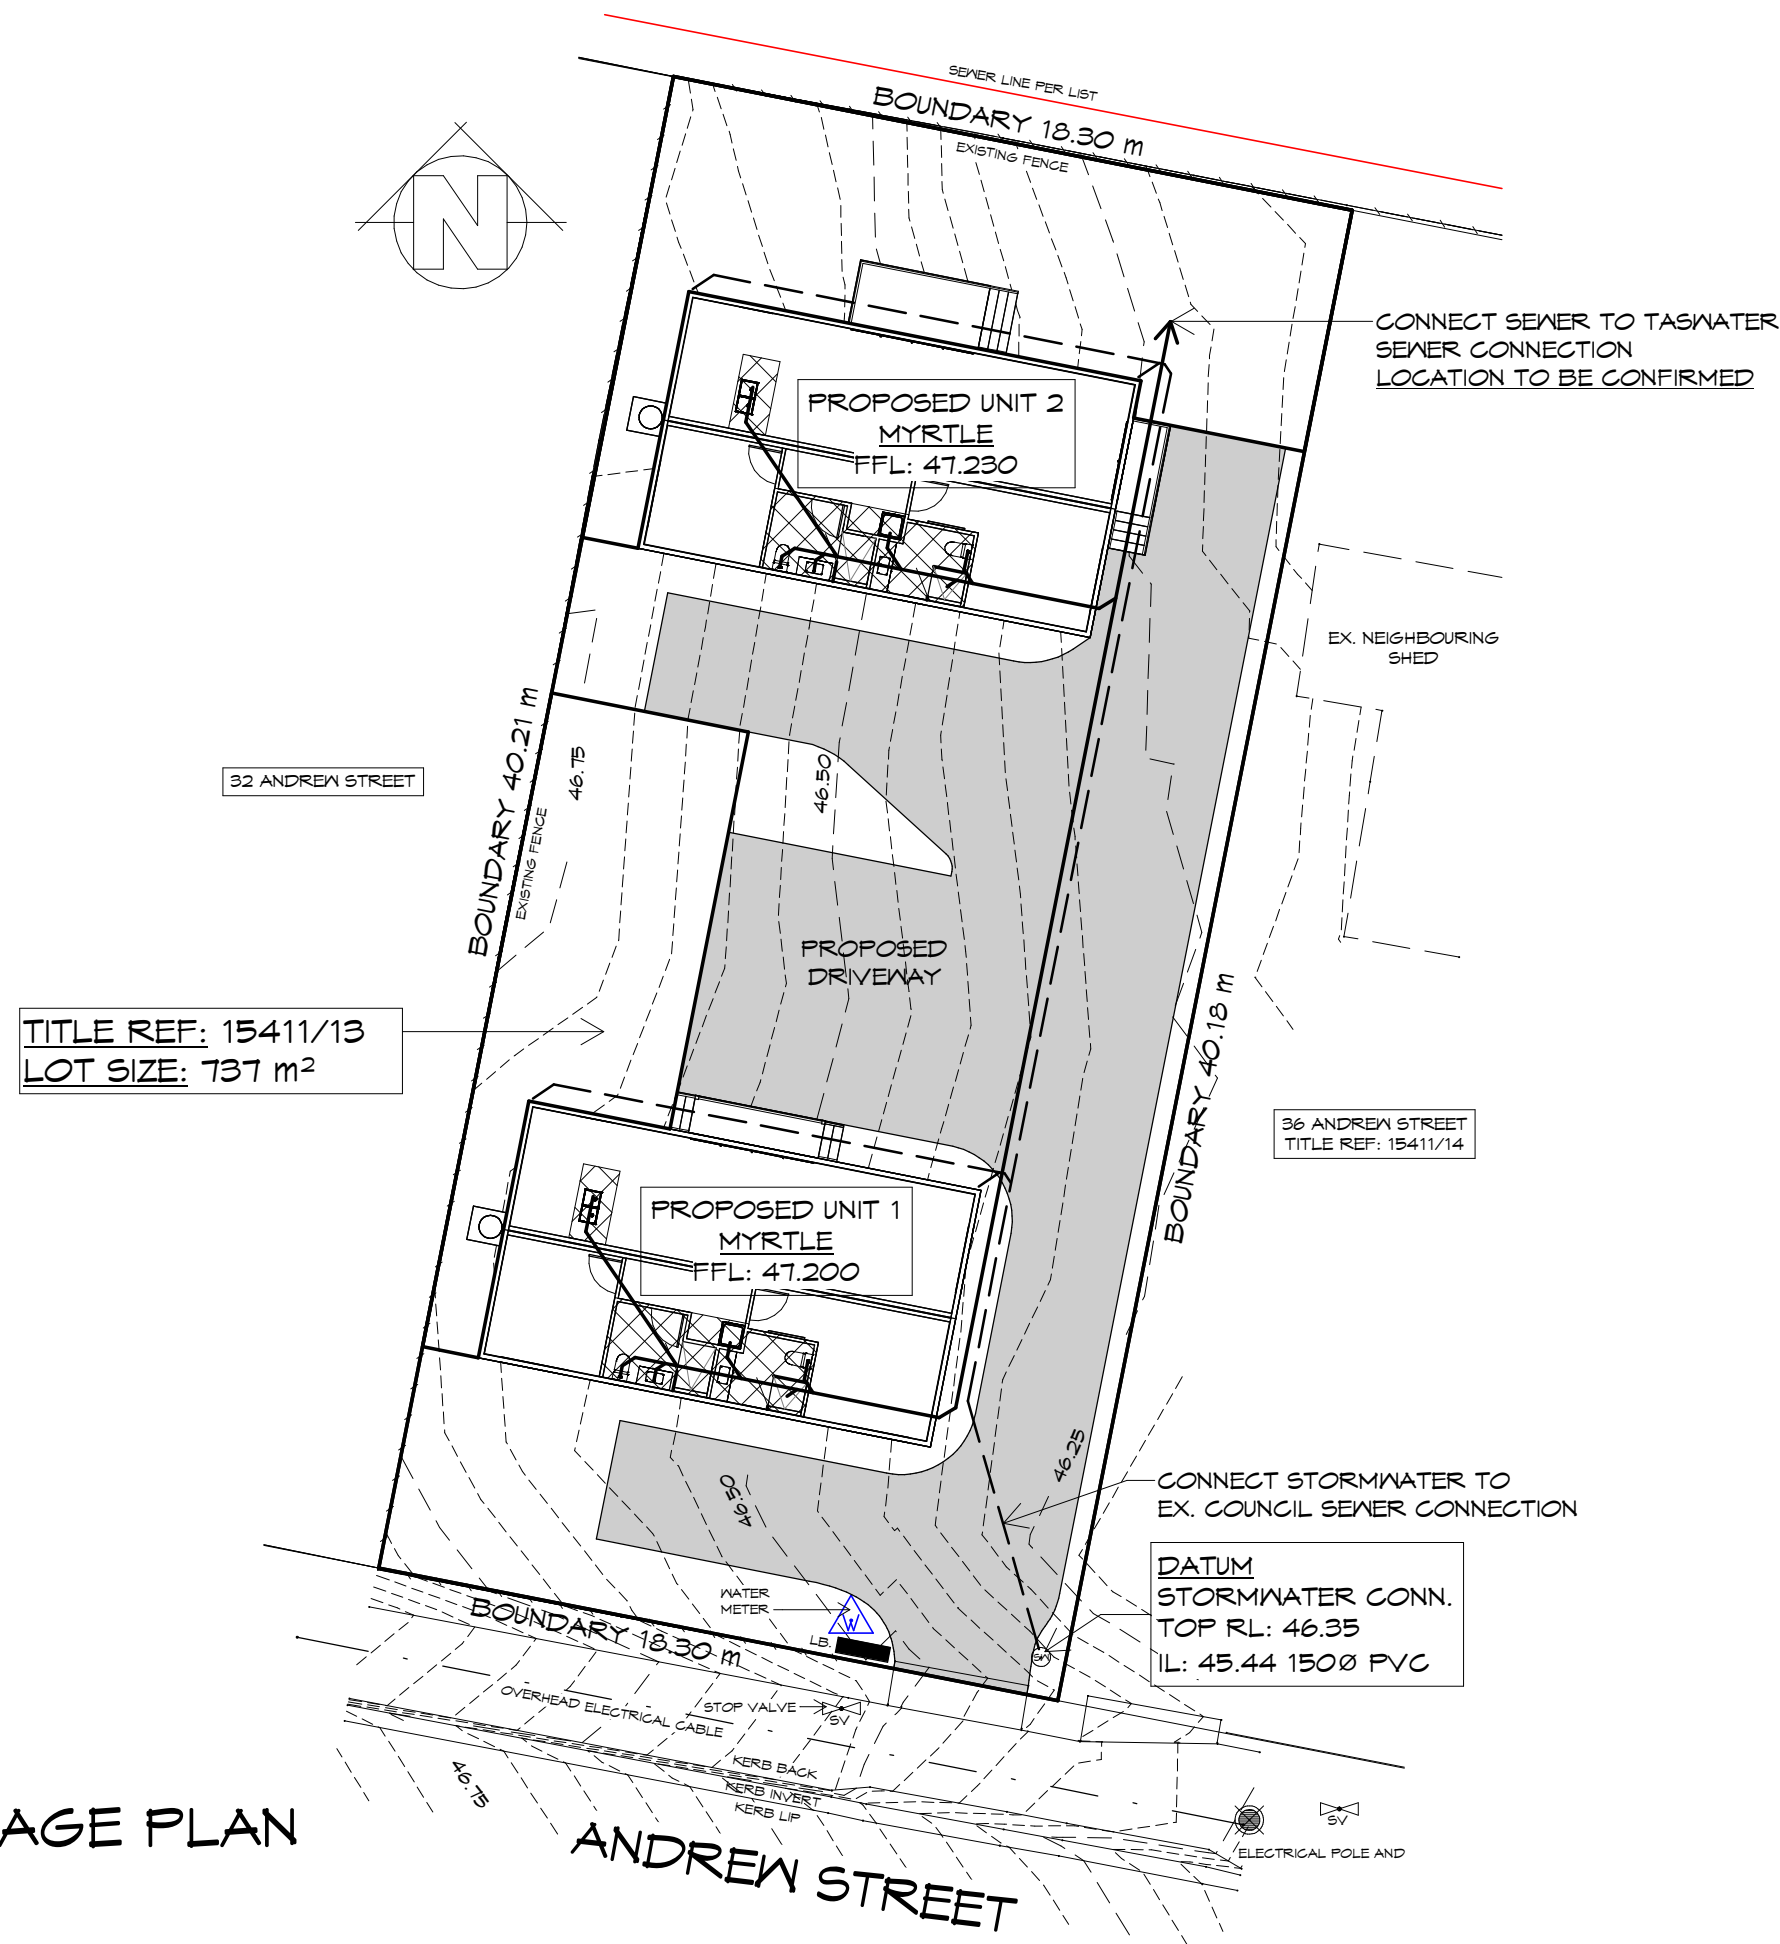 SEWER LINE PER LIST
BOUNDARY 18.30 m
EXISTING FENCE
N
CONNECT SEWER TO TASWATER
SEWER CONNECTION
LOCATION TO BE CONFIRMED
PROPOSED UNIT 2
MYRTLE
FFL: 47.230
EX. NEIGHBOURING
SHED
32 ANDREW STREET
BOUNDARY 40.21 m
EXISTING FENCE
46.75
46.50
PROPOSED
DRIVEWAY
TITLE REF: 15411/13
LOT SIZE: 737 m²
BOUNDARY 40.18 m
36 ANDREW STREET
TITLE REF: 15411/14
PROPOSED UNIT 1
MYRTLE
FFL: 47.200
46.25
46.50
CONNECT STORMWATER TO
EX. COUNCIL SEWER CONNECTION
DATUM
STORMWATER CONN.
TOP RL: 46.35
IL: 45.44 150Ø PVC
WATER
METER
W
LB.
SW
BOUNDARY 18.30 m
OVERHEAD ELECTRICAL CABLE
STOP VALVE
SV
KERB BACK
KERB INVERT
KERB LIP
46.75
SV
ELECTRICAL POLE AND
AGE PLAN
ANDREW STREET